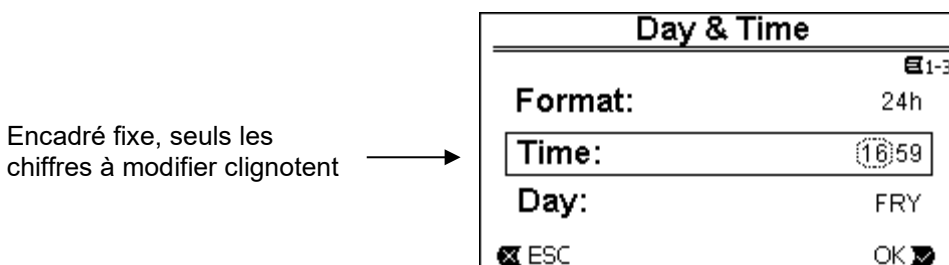 Day & Time
1-3
Format: 24h
Encadré fixe, seuls les
chiffres à modifier clignotent
Time: 16:59
Day: FRY
ESC OK